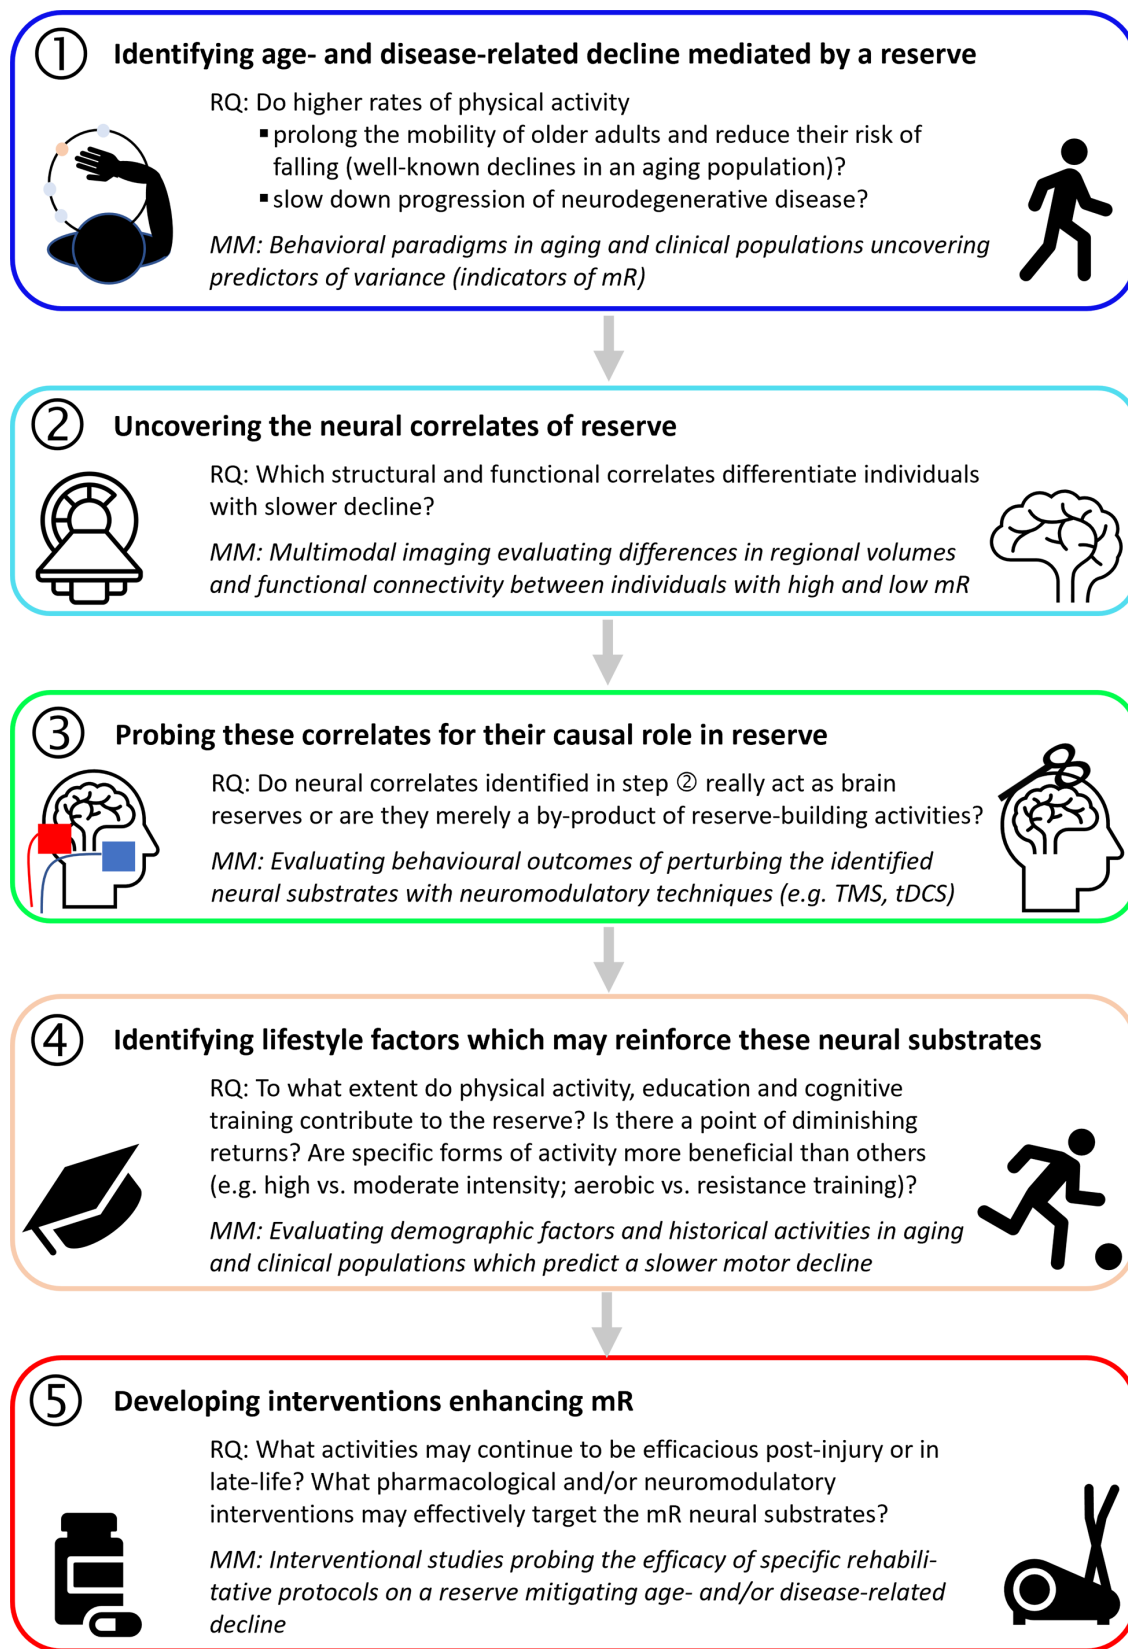 ① Identifying age- and disease-related decline mediated by a reserve
RQ: Do higher rates of physical activity
▪ prolong the mobility of older adults and reduce their risk of
falling (well-known declines in an aging population)?
▪ slow down progression of neurodegenerative disease?
MM: Behavioral paradigms in aging and clinical populations uncovering
predictors of variance (indicators of mR)
② Uncovering the neural correlates of reserve
RQ: Which structural and functional correlates differentiate individuals
with slower decline?
MM: Multimodal imaging evaluating differences in regional volumes
and functional connectivity between individuals with high and low mR
③ Probing these correlates for their causal role in reserve
RQ: Do neural correlates identified in step ② really act as brain
reserves or are they merely a by-product of reserve-building activities?
MM: Evaluating behavioural outcomes of perturbing the identified
neural substrates with neuromodulatory techniques (e.g. TMS, tDCS)
④ Identifying lifestyle factors which may reinforce these neural substrates
RQ: To what extent do physical activity, education and cognitive
training contribute to the reserve? Is there a point of diminishing
returns? Are specific forms of activity more beneficial than others
(e.g. high vs. moderate intensity; aerobic vs. resistance training)?
MM: Evaluating demographic factors and historical activities in aging
and clinical populations which predict a slower motor decline
⑤ Developing interventions enhancing mR
RQ: What activities may continue to be efficacious post-injury or in
late-life? What pharmacological and/or neuromodulatory
interventions may effectively target the mR neural substrates?
MM: Interventional studies probing the efficacy of specific rehabili-
tative protocols on a reserve mitigating age- and/or disease-related
decline